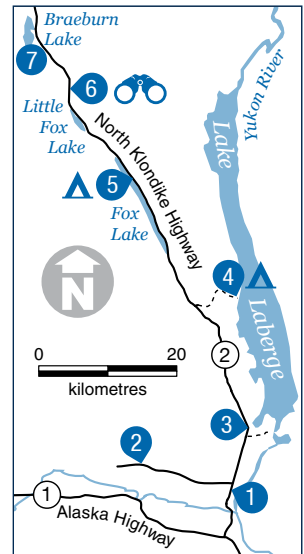 Braeburn
Lake
7
6
Little
Fox
Lake
North Klondike Highway
Yukon River
5
Fox
Lake
Lake
Laberge
4
N
2
0
20
kilometres
3
2
1
1
Alaska Highway